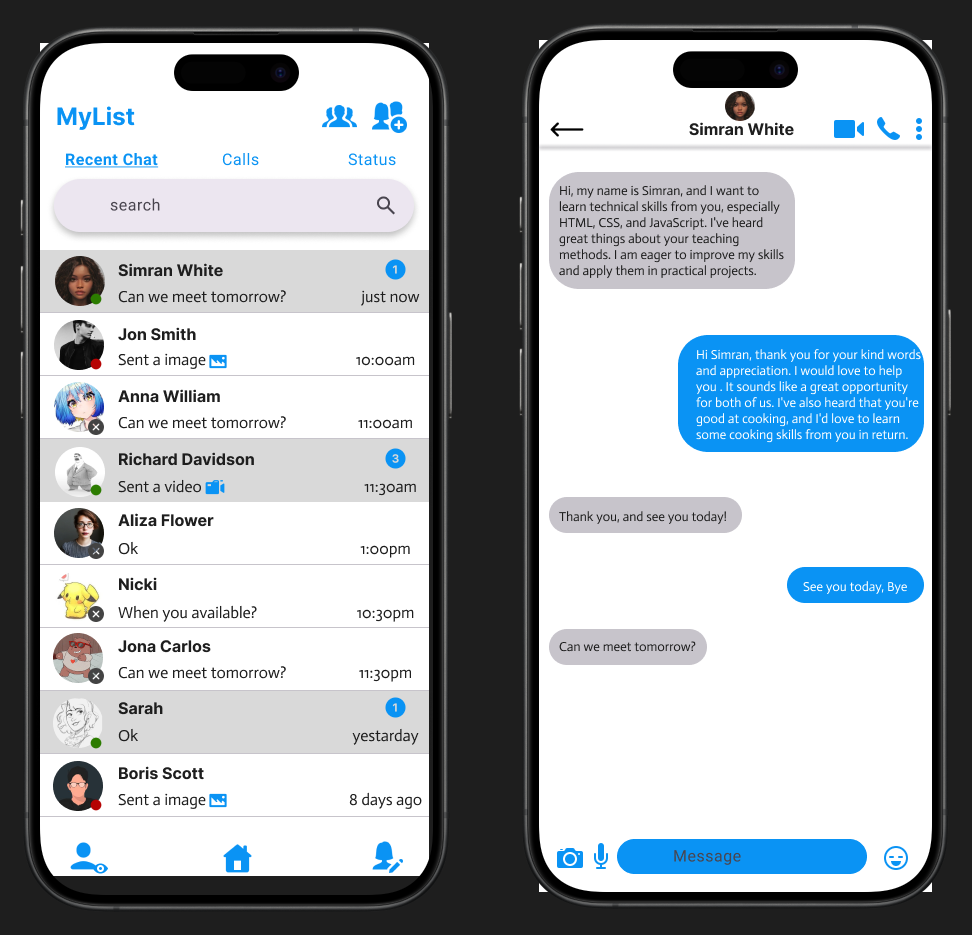 MyList
Recent Chat Calls Status
search
Simran White 1
Can we meet tomorrow? just now
Jon Smith
Sent a image 10:00am
Anna William
Can we meet tomorrow? 11:00am
Richard Davidson 3
Sent a video 11:30am
Aliza Flower
Ok 1:00pm
Nicki
When you available? 10:30pm
Jona Carlos
Can we meet tomorrow? 11:30pm
Sarah 1
Ok yestarday
Boris Scott
Sent a image 8 days ago
Simran White
Hi, my name is Simran, and I want to
learn technical skills from you, especially
HTML, CSS, and JavaScript. I've heard
great things about your teaching
methods. I am eager to improve my skills
and apply them in practical projects.
Hi Simran, thank you for your kind words
and appreciation. I would love to help
you . It sounds like a great opportunity
for both of us. I've also heard that you're
good at cooking, and I'd love to learn
some cooking skills from you in return.
Thank you, and see you today!
See you today, Bye
Can we meet tomorrow?
Message